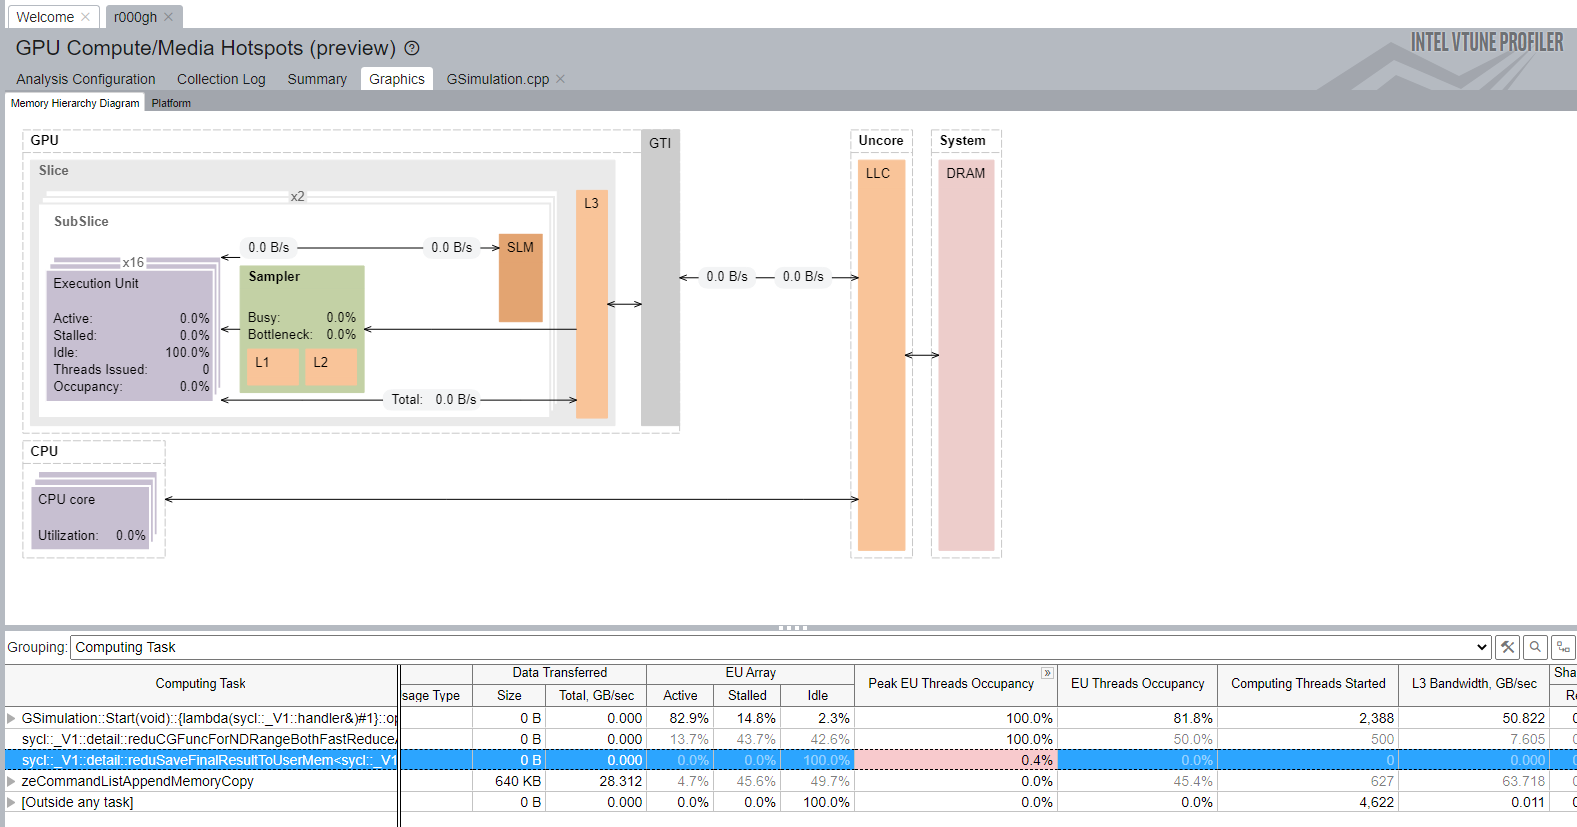 Welcome
r000gh
GPU Compute/Media Hotspots (preview)
INTEL VTUNE PROFILER
Analysis Configuration Collection Log Summary Graphics GSimulation.cpp
Memory Hierarchy Diagram Platform
GPU
GTI
Uncore
System
Slice
LLC
DRAM
x2
L3
SubSlice
0.0 B/s
0.0 B/s
SLM
x16
Execution Unit
Active: 0.0%
Stalled: 0.0%
Idle: 100.0%
Threads Issued: 0
Occupancy: 0.0%
Sampler
Busy: 0.0%
Bottleneck: 0.0%
L1
L2
0.0 B/s
0.0 B/s
Total: 0.0 B/s
CPU
CPU core
Utilization: 0.0%
Grouping: Computing Task
Computing Task
sage Type
Data Transferred
Size Total, GB/sec
EU Array
Active Stalled Idle
Peak EU Threads Occupancy
EU Threads Occupancy
Computing Threads Started
L3 Bandwidth, GB/sec
Sha
R
GSimulation::Start(void)::{lambda(sycl::_V1::handler&)#1}::op 0 B 0.000 82.9% 14.8% 2.3% 100.0% 81.8% 2,388 50.822
sycl::_V1::detail::reduCGFuncForNDRangeBothFastReduce 0 B 0.000 13.7% 43.7% 42.6% 100.0% 50.0% 500 7.605
sycl::_V1::detail::reduSaveFinalResultToUserMem<sycl::_V1 0 B 0.000 0.0% 0.0% 100.0% 0.4% 0.0% 0 0.000
zeCommandListAppendMemoryCopy 640 KB 28.312 4.7% 45.6% 49.7% 0.0% 45.4% 627 63.718
[Outside any task] 0 B 0.000 0.0% 0.0% 100.0% 0.0% 0.0% 4,622 0.011